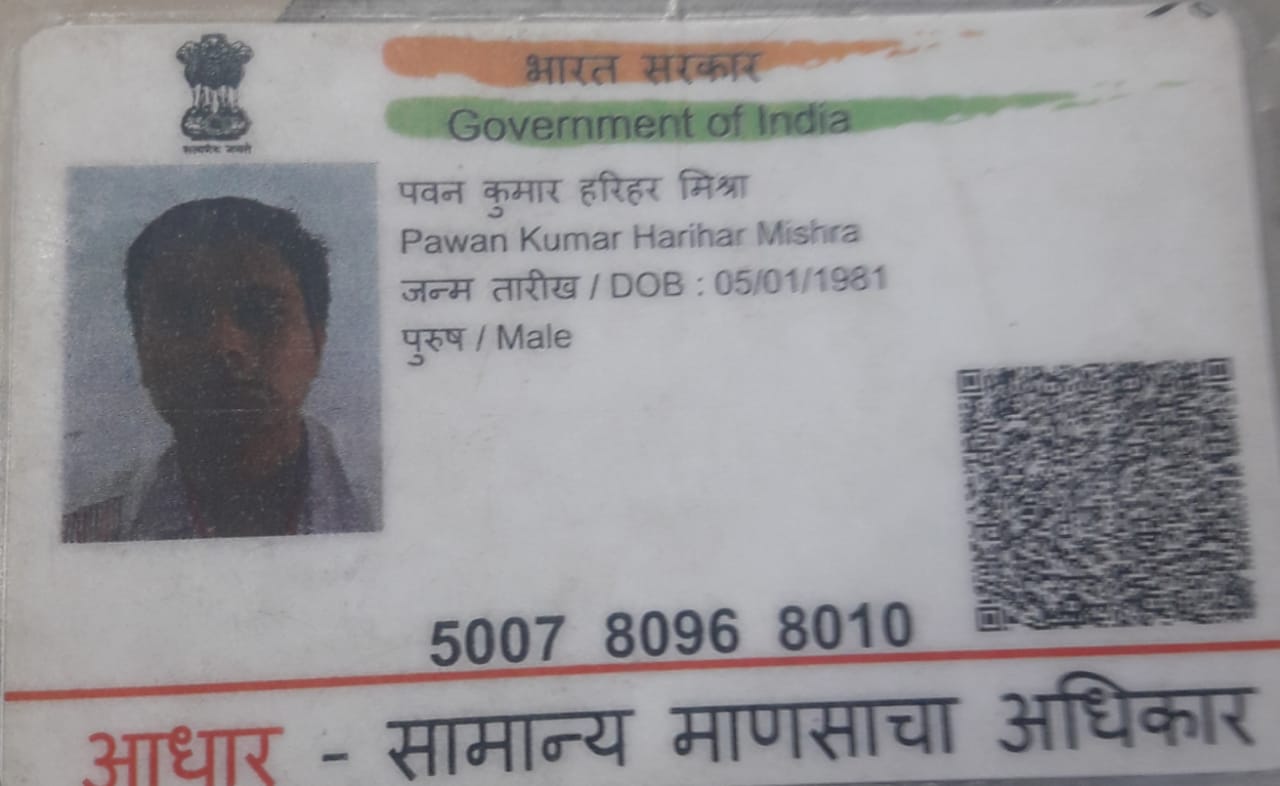 भारत सरकार
Government of India
सत्यमेव जयते
पवन कुमार हरिहर मिश्रा
Pawan Kumar Harihar Mishra
जन्म तारीख / DOB : 05/01/1981
पुरुष / Male
5007 8096 8010
आधार - सामान्य माणसाचा अधिकार